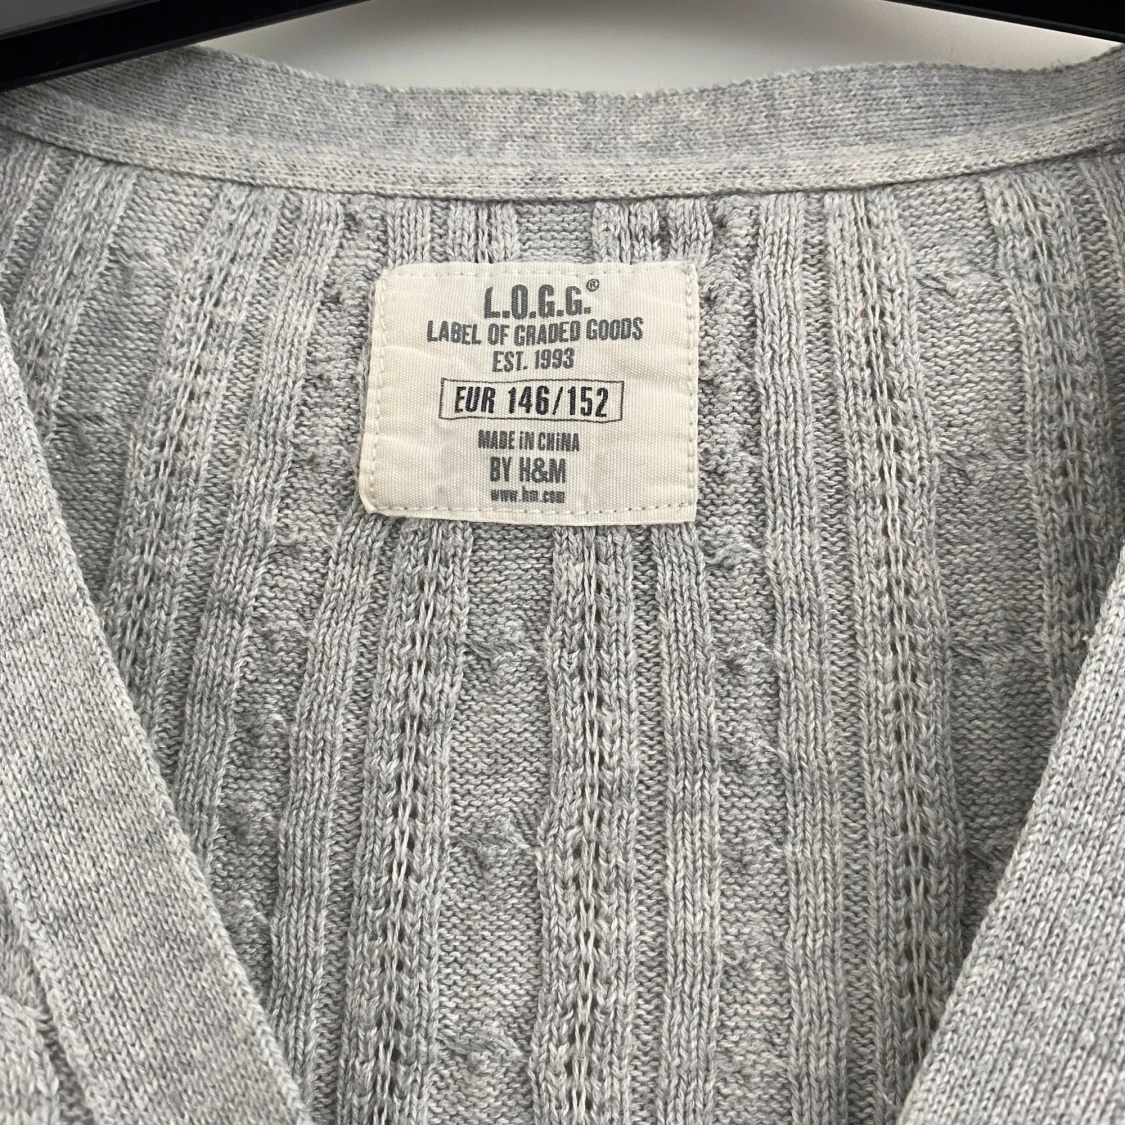 L.O.G.G.®
LABEL OF GRADED GOODS
EST. 1993
EUR 146/152
MADE iN CHiNA
BY H&M
www.hm.com